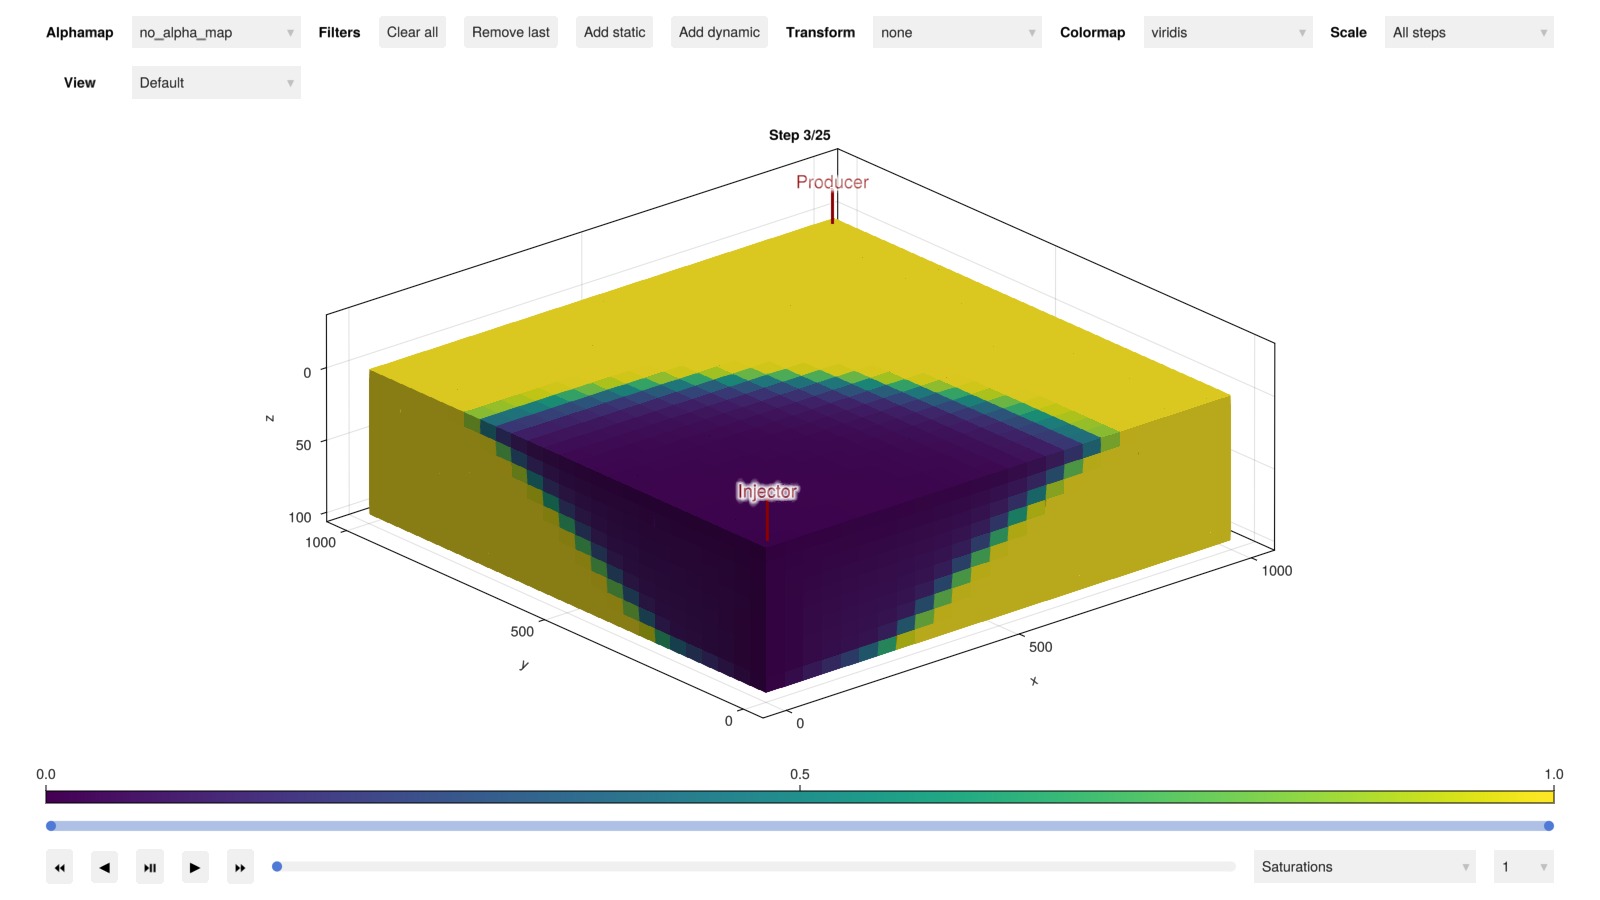 Alphamap no_alpha_map Filters Clear all Remove last Add static Add dynamic Transform none Colormap viridis Scale All steps
View Default
Step 3/25
Producer
0
z
50
100
1000
Injector
1000
500
500
y
x
0
0
0.0 0.5 1.0
Saturations 1